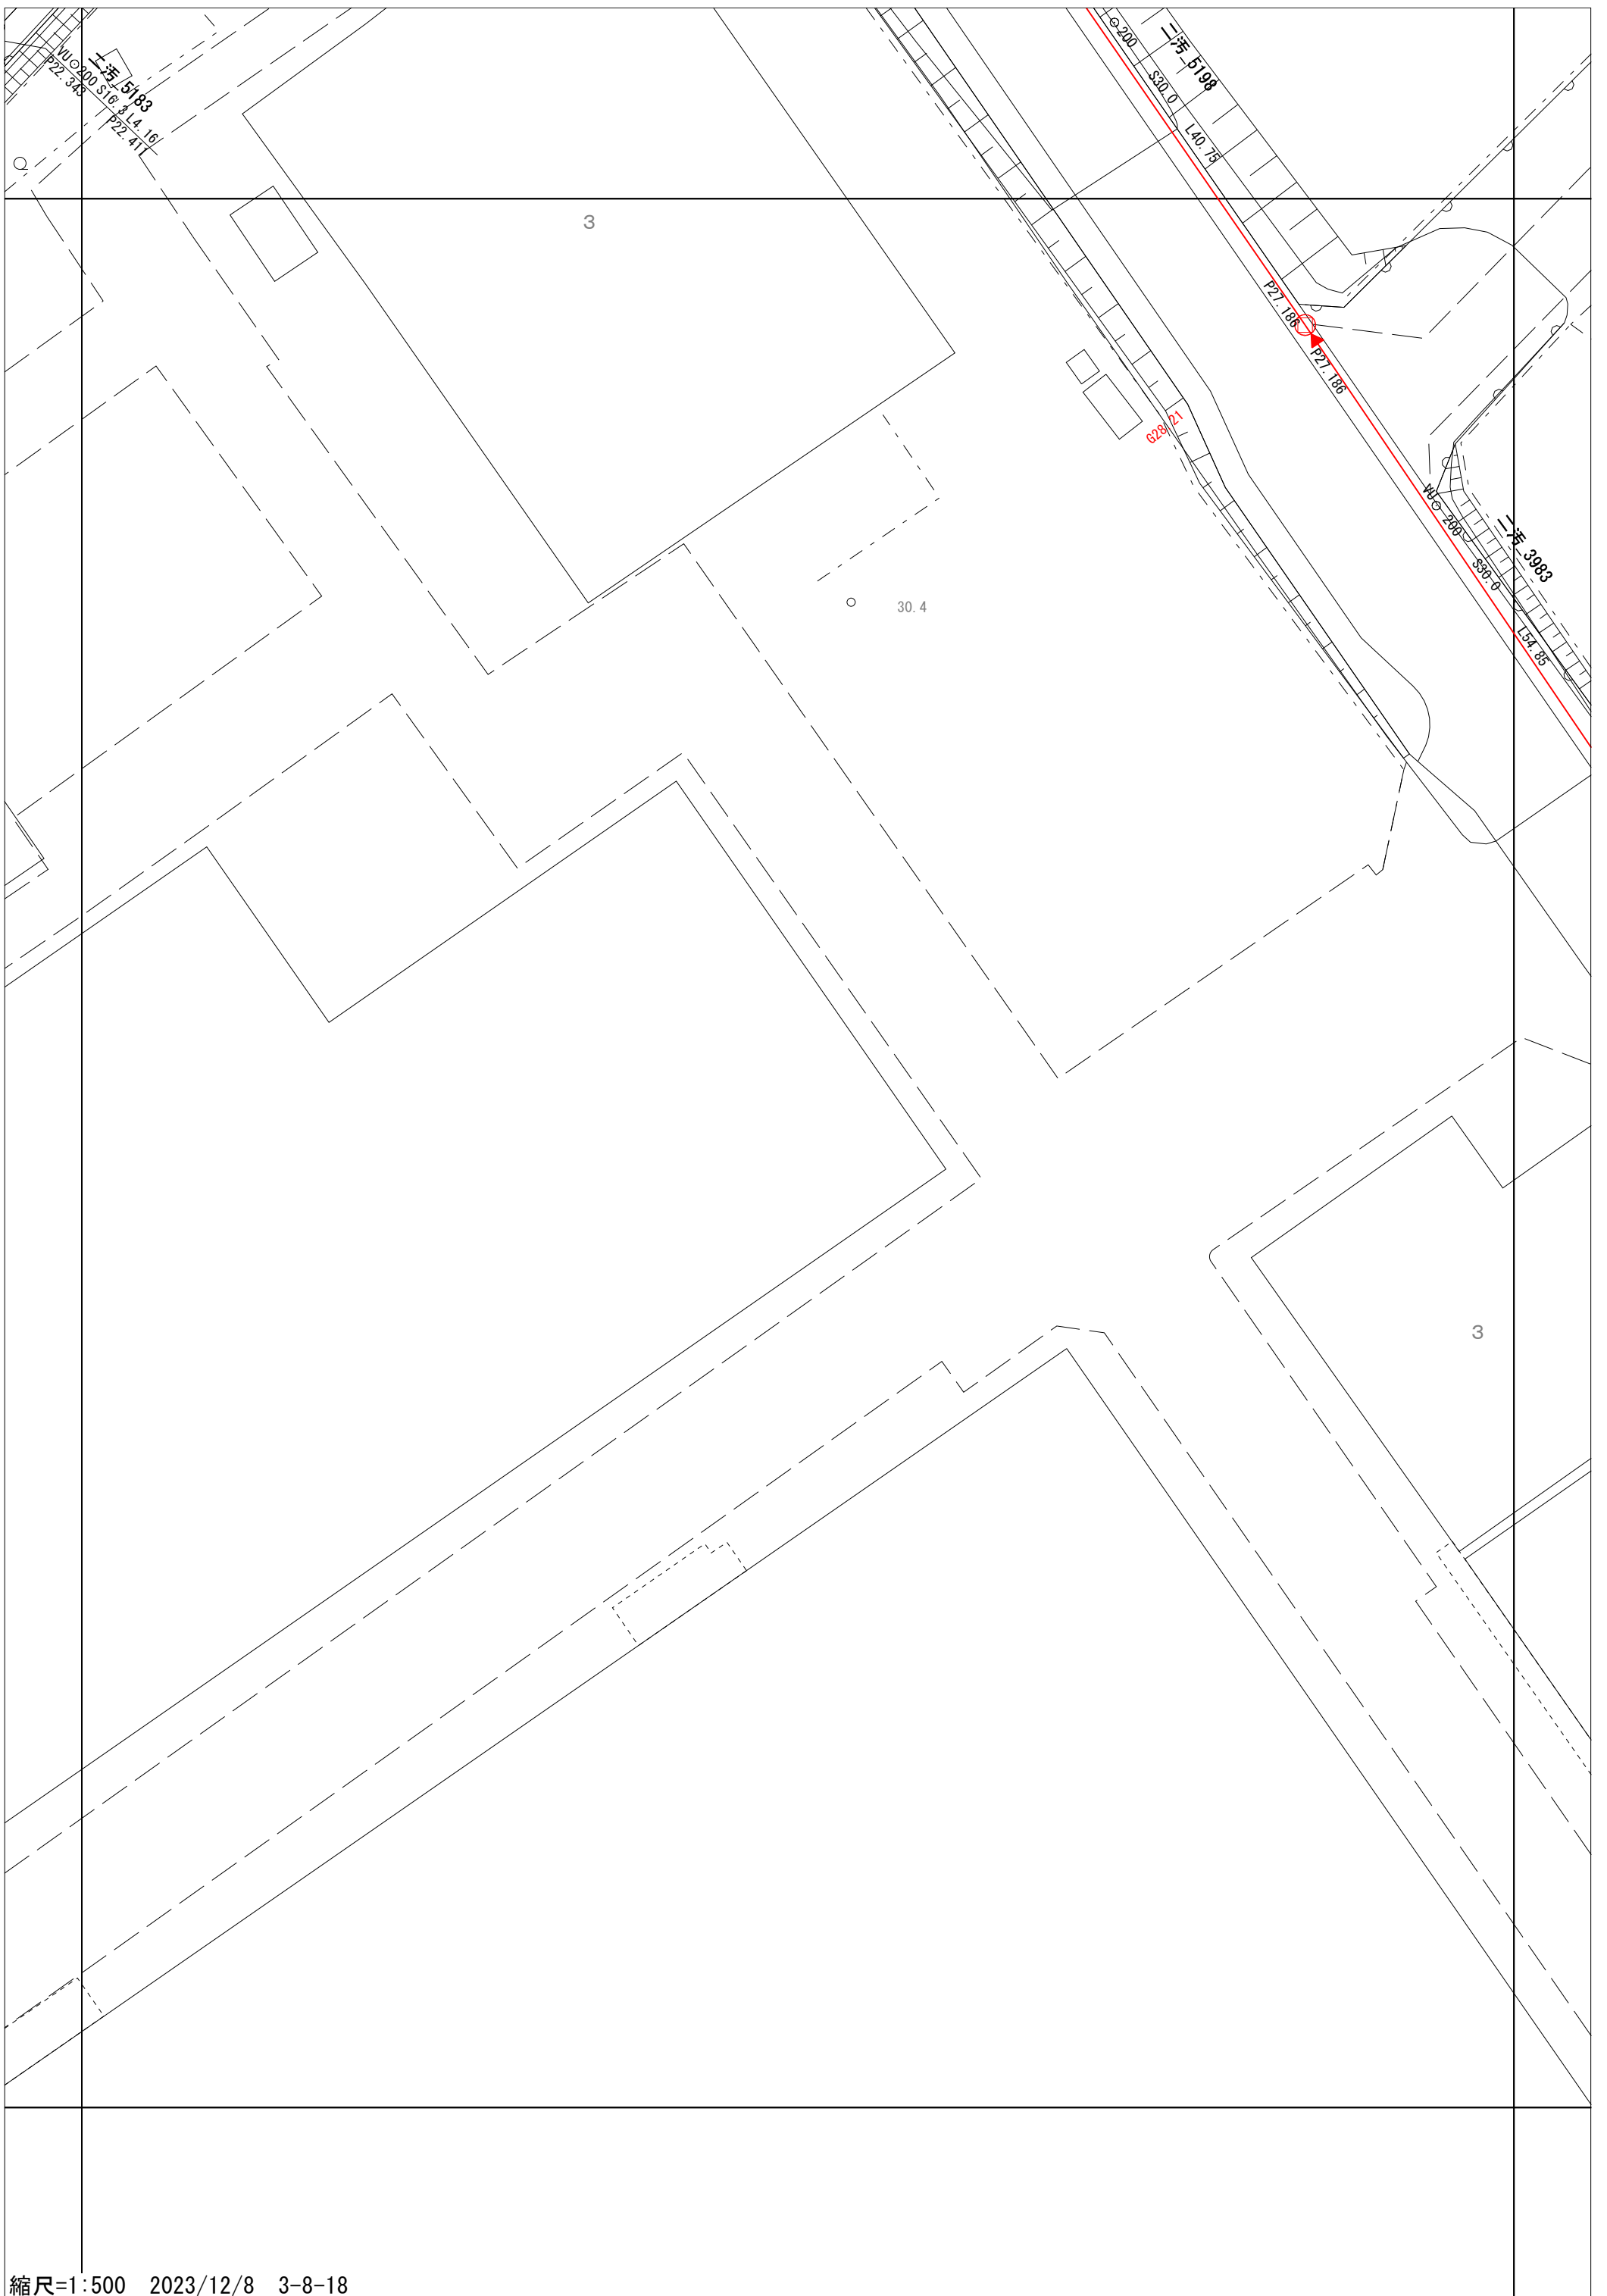 二汚_5183
VU○200 S16.3 L4.16
P22.343
P22.411
○200
S30.0
L40.75
二汚_5198
3
P27.186
P27.186
G28.21
VU○ 200
S30.0
L54.85
二汚_3983
30.4
3
縮尺=1:500 2023/12/8 3-8-18